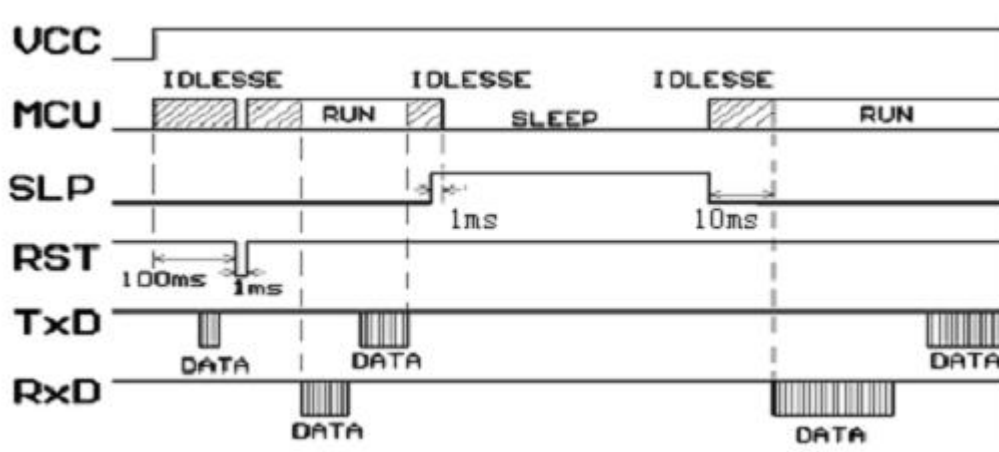 VCC
IDLESSE IDLESSE IDLESSE
MCU RUN SLEEP RUN
SLP
1ms 10ms
RST
100ms 1ms
TxD
DATA DATA DATA
RxD
DATA DATA